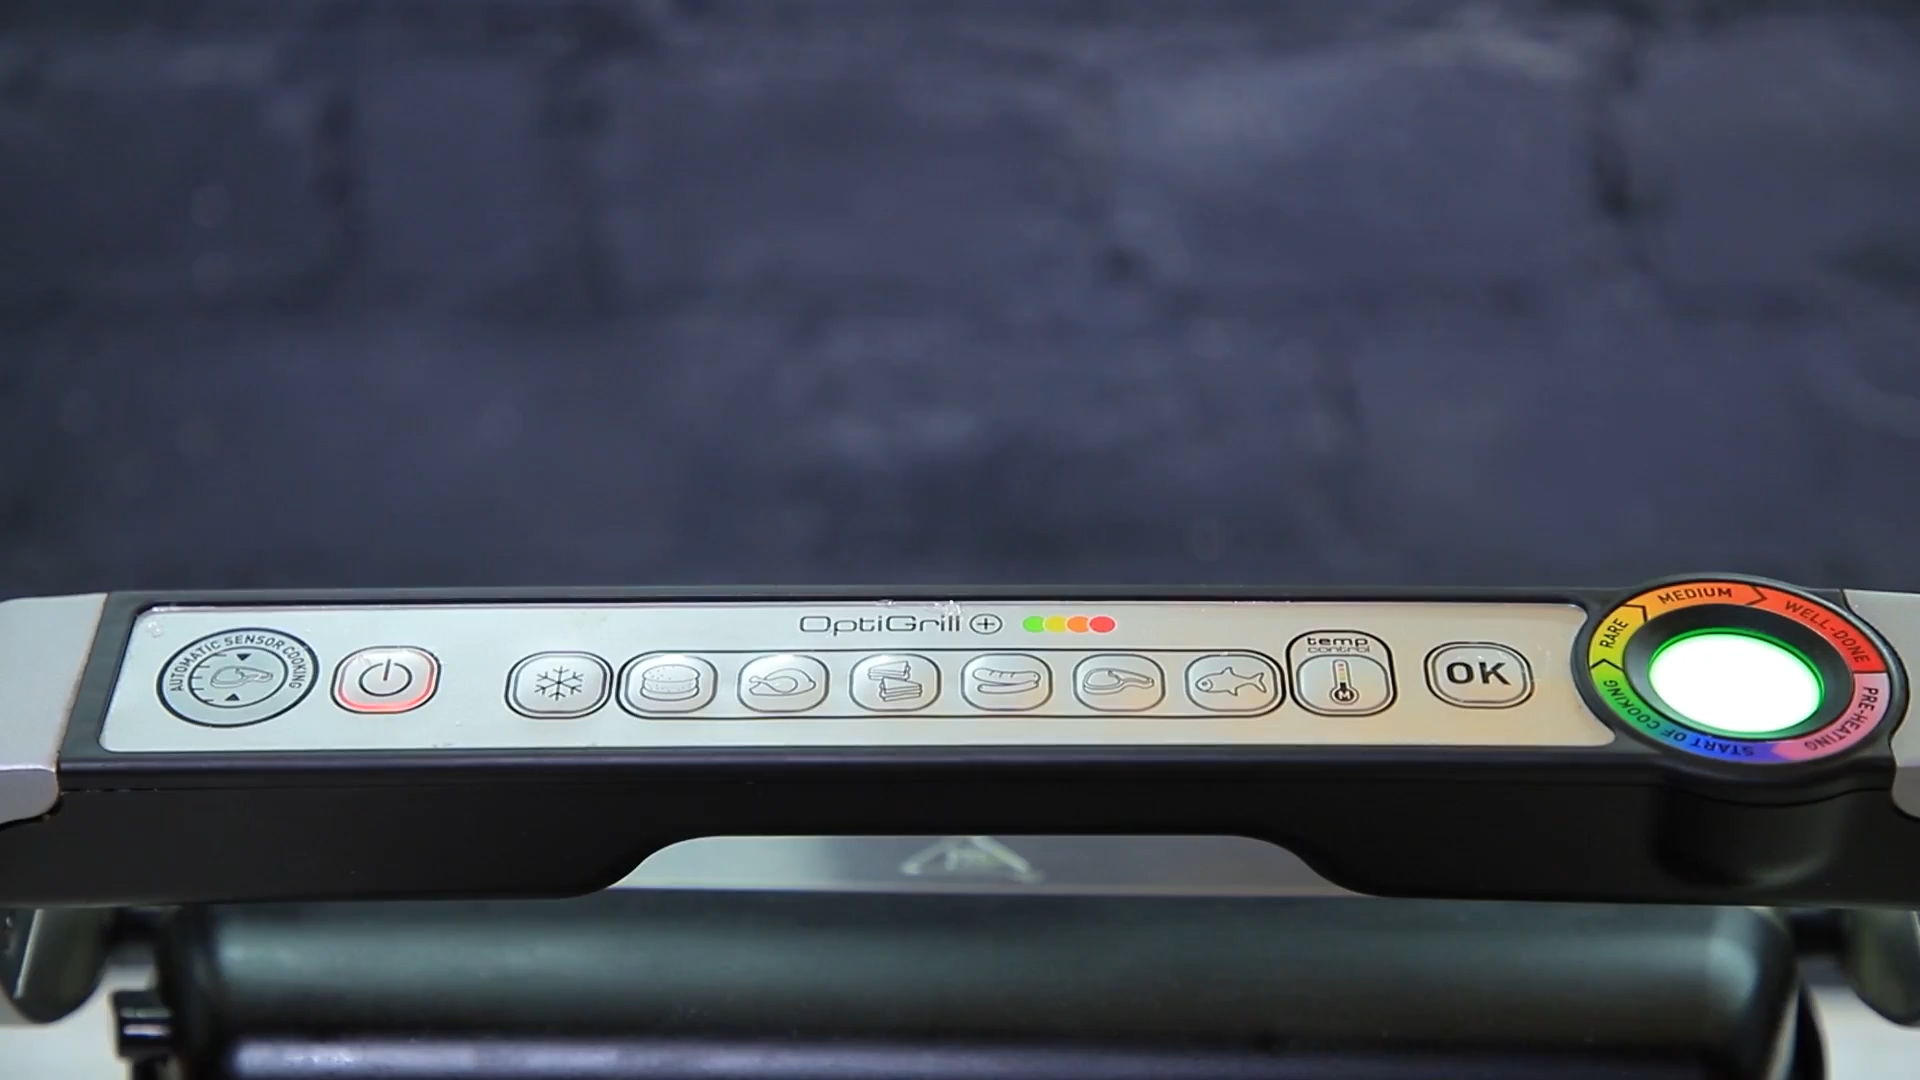 AUTOMATIC SENSOR COOKING
OptiGrill +
temp
control
M
OK
RARE
MEDIUM
WELL-DONE
PRE-HEATING
START OF COOKING